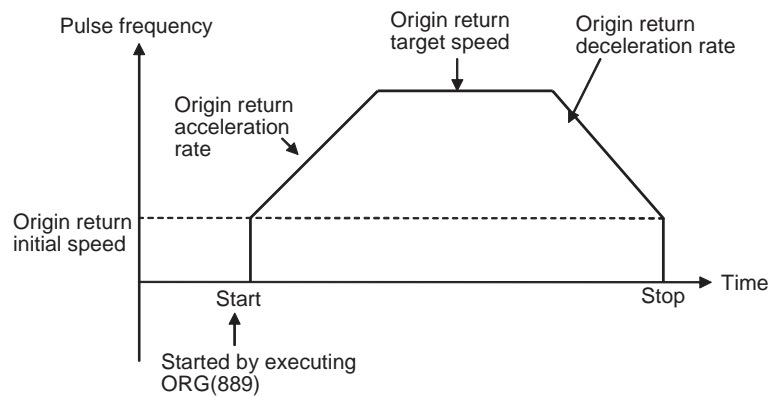 Pulse frequency
Origin return
target speed
Origin return
deceleration rate
Origin return
acceleration
rate
Origin return
initial speed
Time
Start
Stop
Started by executing
ORG(889)